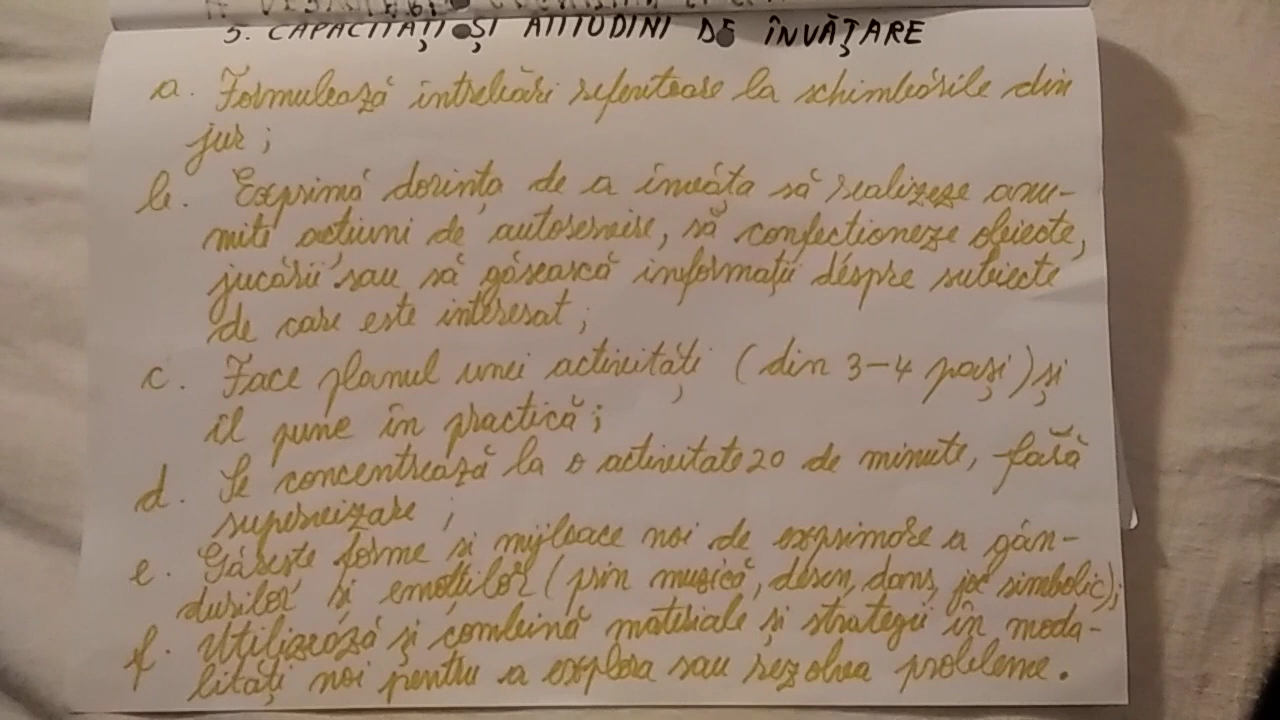 5. CAPACITĂȚI ȘI ATITUDINI DE ÎNVĂȚARE
a. Formulează întrebări referitoare la schimbările din
jur;
b. Exprimă dorința de a învăța să realizeze anu-
mite acțiuni de autoservire, să confecționeze obiecte,
jucării sau să găsească informații despre subiecte
de care este interesat;
c. Face planul unei activități (din 3-4 pași) și
îl pune în practică;
d. Se concentrează la o activitate 20 de minute, fără
supervizare;
e. Găsește forme și mijloace noi de exprimare a gân-
durilor și emoțiilor (prin muzică, desen, dans, joc simbolic);
f. Utilizează și combină materiale și strategii în moda-
lități noi pentru a explora sau rezolva probleme.